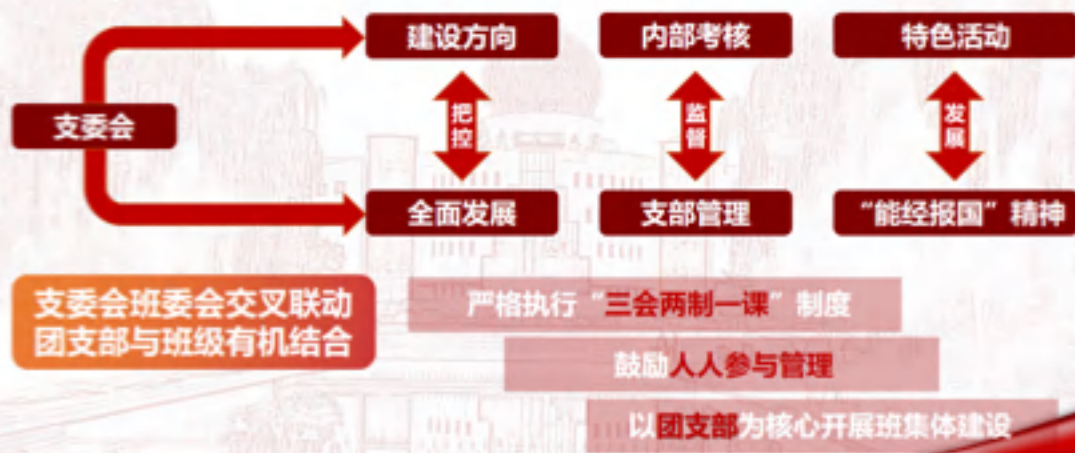 建设方向
内部考核
特色活动
支委会
把控
监督
发展
全面发展
支部管理
“能经报国”精神
支委会班委会交叉联动
团支部与班级有机结合
严格执行“三会两制一课”制度
鼓励人人参与管理
以团支部为核心开展班集体建设